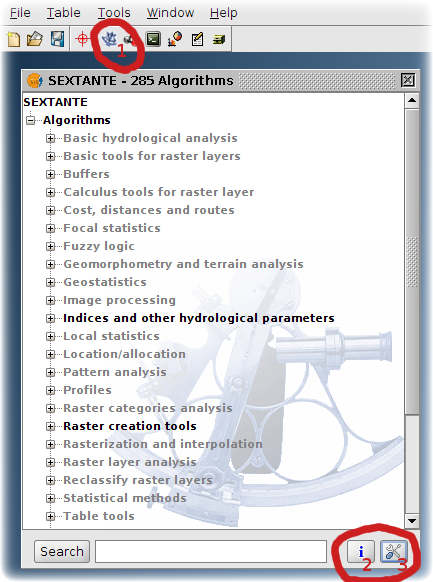 File Table Tools Window Help
1
SEXTANTE - 285 Algorithms
SEXTANTE
Algorithms
Basic hydrological analysis
Basic tools for raster layers
Buffers
Calculus tools for raster layer
Cost, distances and routes
Focal statistics
Fuzzy logic
Geomorphometry and terrain analysis
Geostatistics
Image processing
Indices and other hydrological parameters
Local statistics
Location/allocation
Pattern analysis
Profiles
Raster categories analysis
Raster creation tools
Rasterization and interpolation
Raster layer analysis
Reclassify raster layers
Statistical methods
Table tools
Search i 2 3